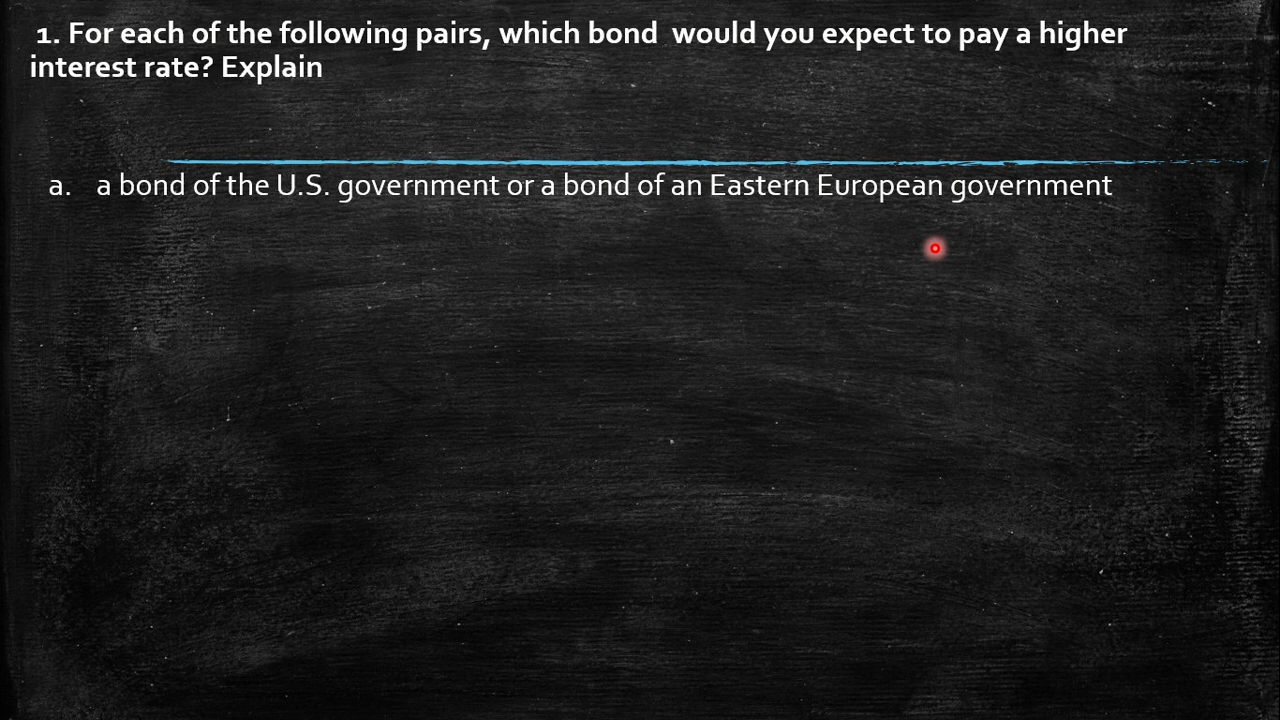 1. For each of the following pairs, which bond  would you expect to pay a higher
interest rate? Explain
a. a bond of the U.S. government or a bond of an Eastern European government